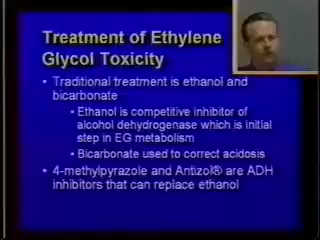 Treatment of Ethylene
Glycol Toxicity
• Traditional treatment is ethanol and
bicarbonate
• Ethanol is competitive inhibitor of
alcohol dehydrogenase which is initial
step in EG metabolism
• Bicarbonate used to correct acidosis
• 4-methylpyrazole and Antizol® are ADH
inhibitors that can replace ethanol